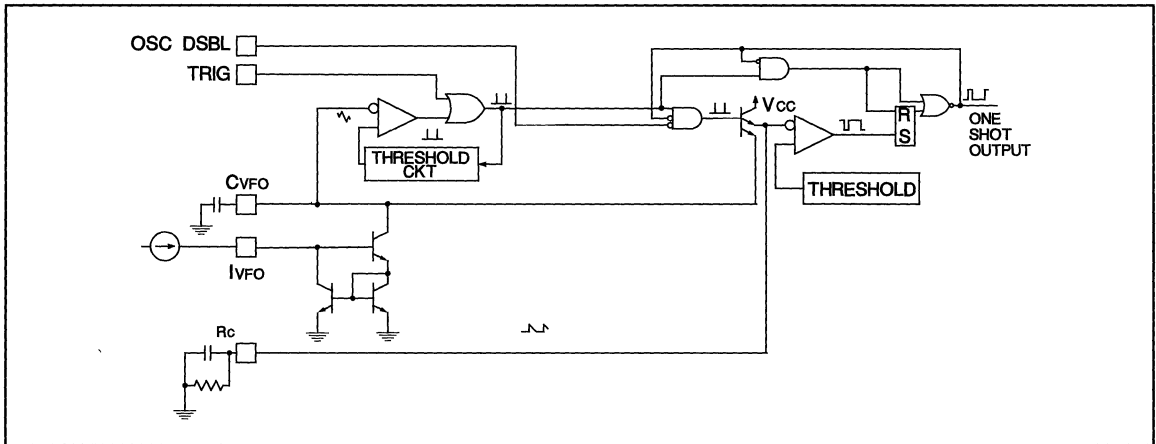 OSC DSBL
TRIG
VCC
R
S
ONE
SHOT
OUTPUT
THRESHOLD
CKT
THRESHOLD
CVFO
IVFO
RC